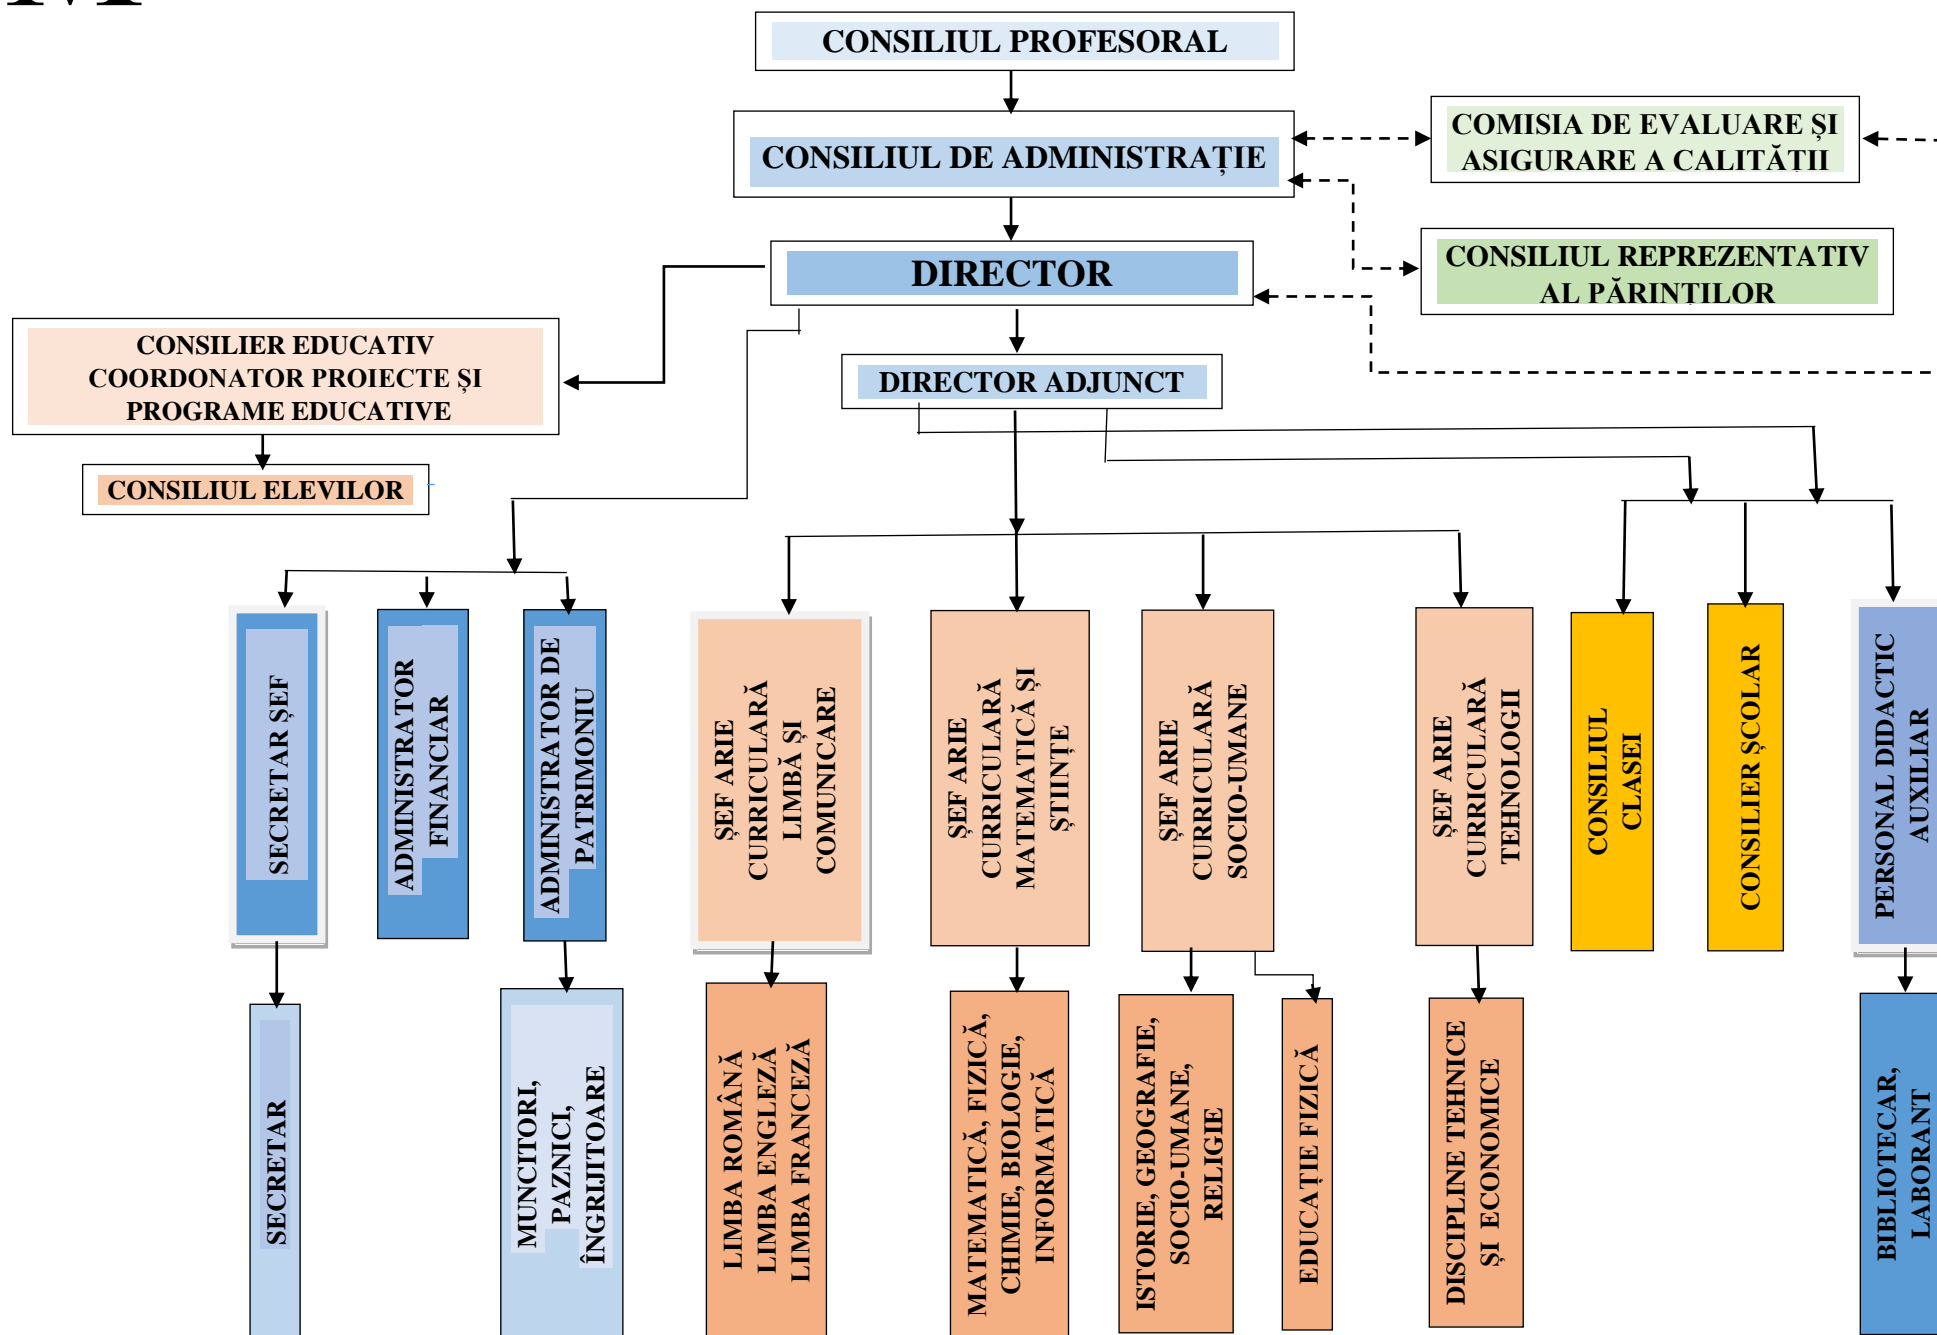 CONSILIUL PROFESORAL
CONSILIUL DE ADMINISTRAȚIE
COMISIA DE EVALUARE ȘI
ASIGURARE A CALITĂȚII
CONSILIUL REPREZENTATIV
AL PĂRINȚILOR
DIRECTOR
CONSILIER EDUCATIV
COORDONATOR PROIECTE ȘI
PROGRAME EDUCATIVE
DIRECTOR ADJUNCT
CONSILIUL ELEVILOR
SECRETAR ȘEF
ADMINISTRATOR
FINANCIAR
ADMINISTRATOR DE
PATRIMONIU
ȘEF ARIE
CURRICULARĂ
LIMBĂ ȘI
COMUNICARE
ȘEF ARIE
CURRICULARĂ
MATEMATICĂ ȘI
ȘTIINȚE
ȘEF ARIE
CURRICULARĂ
SOCIO-UMANE
ȘEF ARIE
CURRICULARĂ
TEHNOLOGII
CONSILIUL
CLASEI
CONSILIER ȘCOLAR
PERSONAL DIDACTIC
AUXILIAR
SECRETAR
MUNCITORI,
PAZNICI,
ÎNGRIJITOARE
LIMBA ROMÂNĂ
LIMBA ENGLEZĂ
LIMBA FRANCEZĂ
MATEMATICĂ, FIZICĂ,
CHIMIE, BIOLOGIE,
INFORMATICĂ
ISTORIE, GEOGRAFIE,
SOCIO-UMANE,
RELIGIE
EDUCAȚIE FIZICĂ
DISCIPLINE TEHNICE
ȘI ECONOMICE
BIBLIOTECAR,
LABORANT